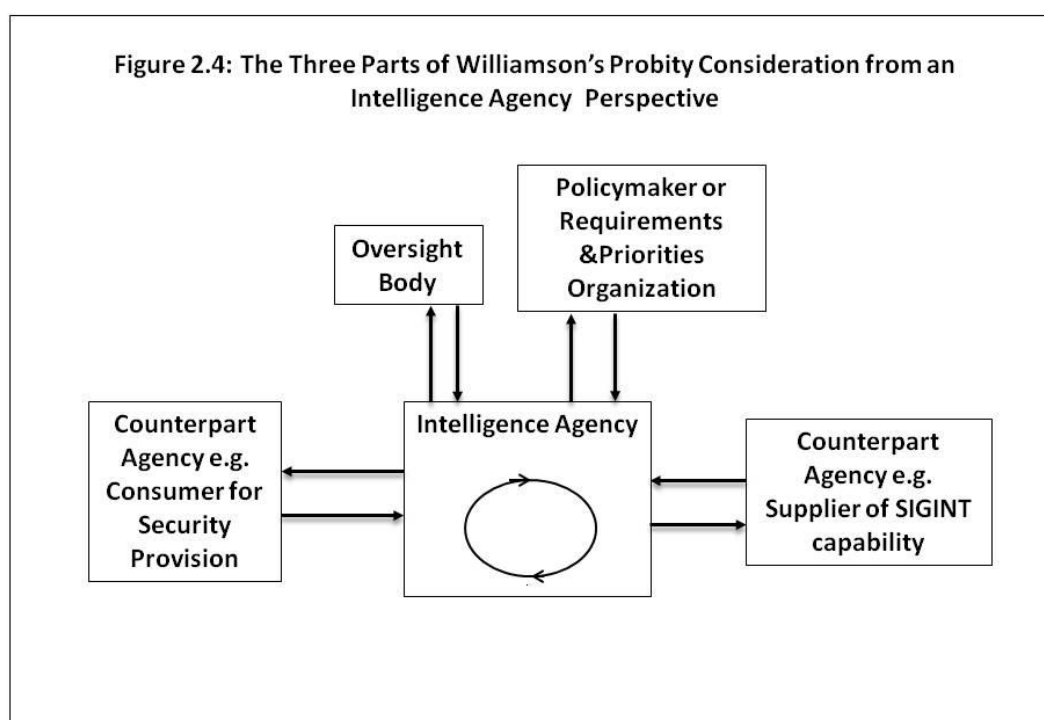 Figure 2.4: The Three Parts of Williamson's Probity Consideration from an
Intelligence Agency Perspective
Policymaker or
Requirements
&Priorities
Organization
Oversight
Body
Counterpart
Agency e.g.
Consumer for
Security
Provision
Intelligence Agency
Counterpart
Agency e.g.
Supplier of SIGINT
capability